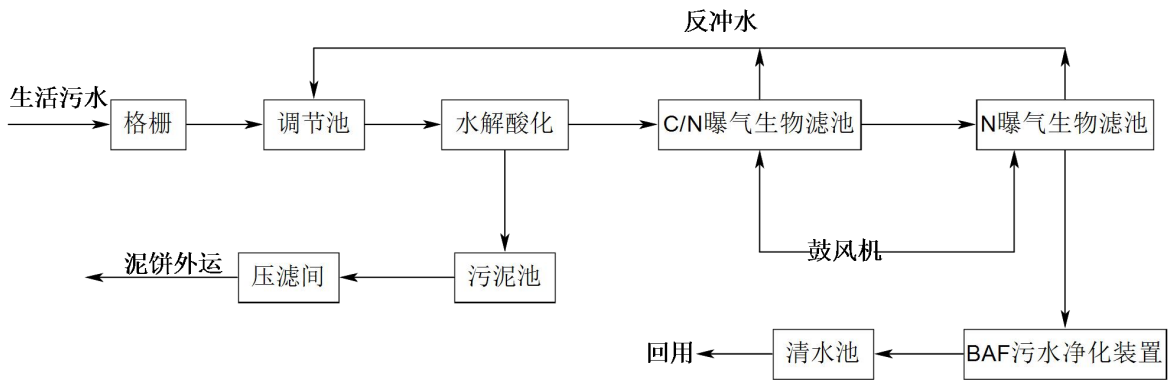 反冲水
生活污水
格栅
调节池
水解酸化
C/N曝气生物滤池
N曝气生物滤池
鼓风机
泥饼外运
压滤间
污泥池
回用
清水池
BAF污水净化装置